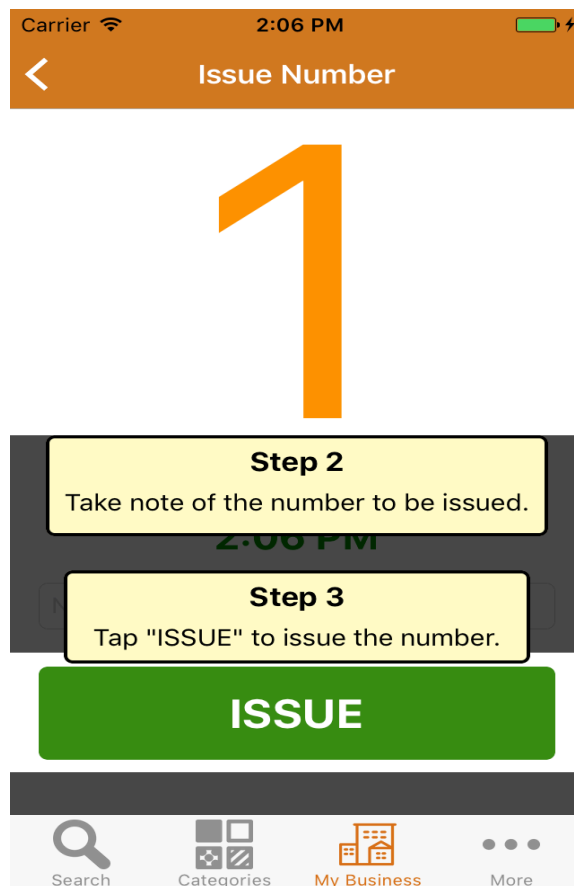 Carrier 2:06 PM
Issue Number
1
Step 2
Take note of the number to be issued.
2:06 PM
Step 3
Tap "ISSUE" to issue the number.
ISSUE
Search Categories My Business More